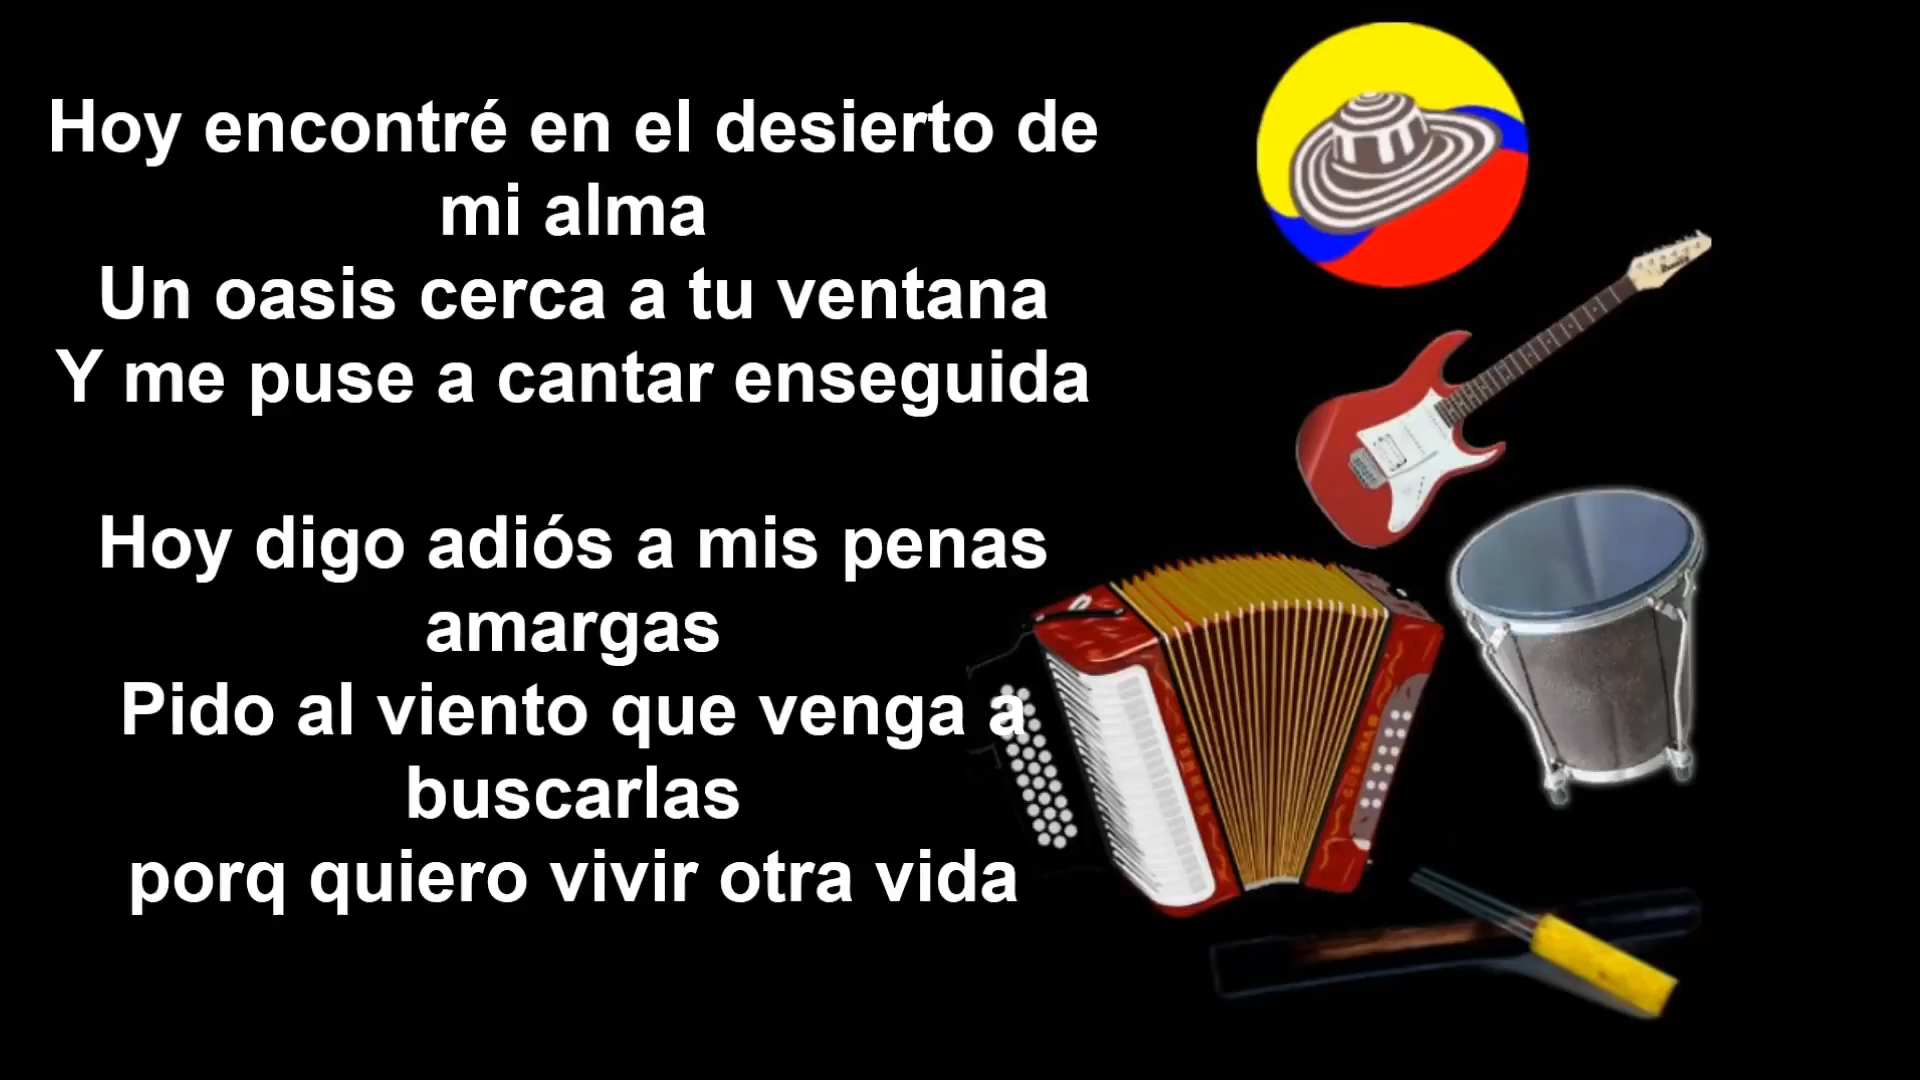 Hoy encontré en el desierto de
mi alma
Un oasis cerca a tu ventana
Y me puse a cantar enseguida
Hoy digo adiós a mis penas
amargas
Pido al viento que venga a
buscarlas
porq quiero vivir otra vida